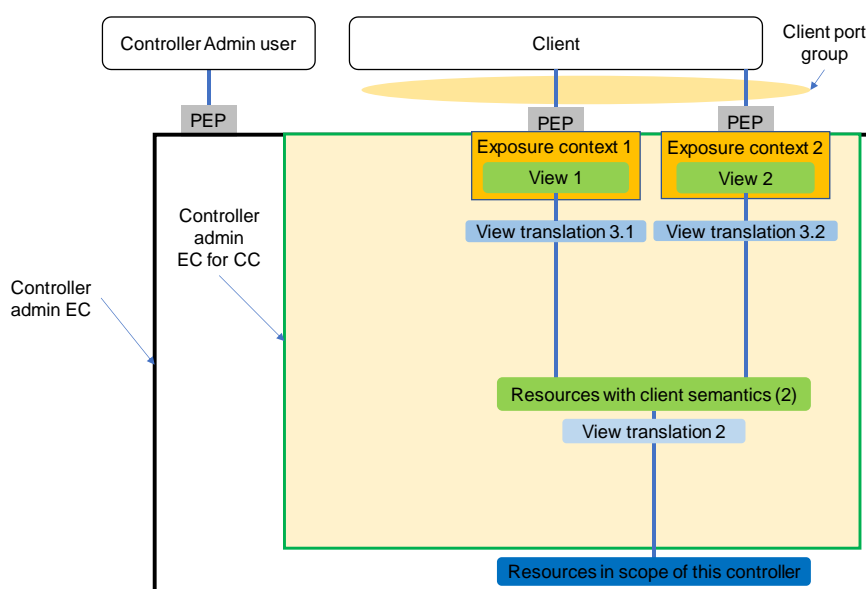 Controller Admin user
Client
Client port
group
PEP
PEP
PEP
Exposure context 1
View 1
Exposure context 2
View 2
Controller
admin
EC for CC
View translation 3.1
View translation 3.2
Controller
admin EC
Resources with client semantics (2)
View translation 2
Resources in scope of this controller